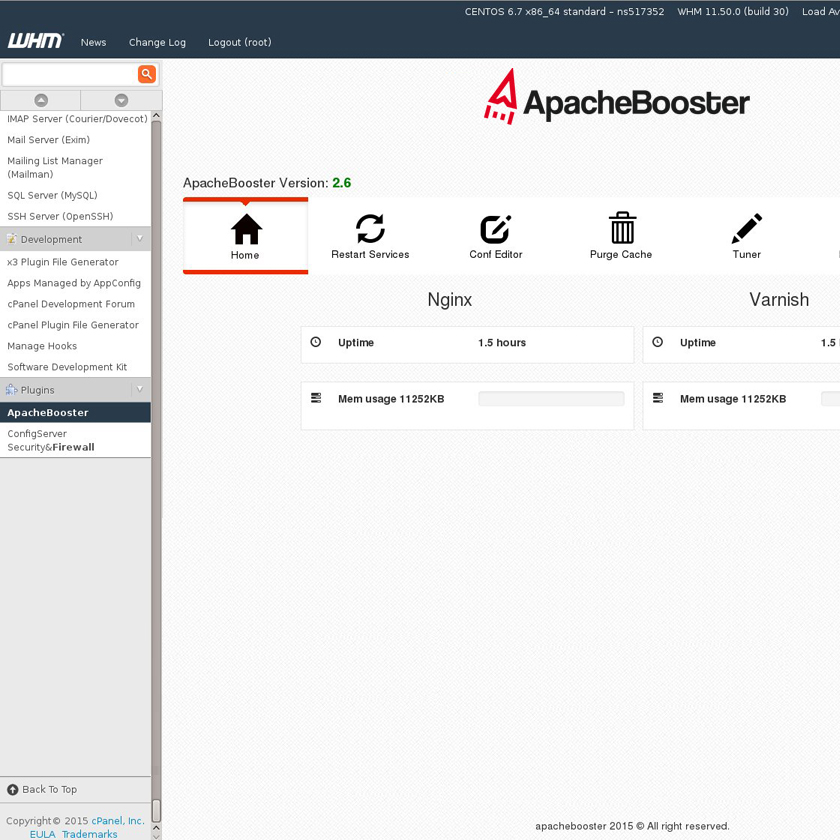 CENTOS 6.7 x86_64 standard – ns517352 WHM 11.50.0 (build 30) Load Av
WHM News Change Log Logout (root)
ApacheBooster
IMAP Server (Courier/Dovecot)
Mail Server (Exim)
Mailing List Manager
(Mailman)
SQL Server (MySQL)
SSH Server (OpenSSH)
Development
x3 Plugin File Generator
Apps Managed by AppConfig
cPanel Development Forum
cPanel Plugin File Generator
Manage Hooks
Software Development Kit
Plugins
ApacheBooster
ConfigServer
Security&Firewall
Back To Top
Copyright© 2015 cPanel, Inc.
EULA Trademarks
ApacheBooster Version: 2.6
Home Restart Services Conf Editor Purge Cache Tuner
Nginx Varnish
Uptime 1.5 hours Uptime 1.5
Mem usage 11252KB Mem usage 11252KB
apachebooster 2015 © All right reserved.